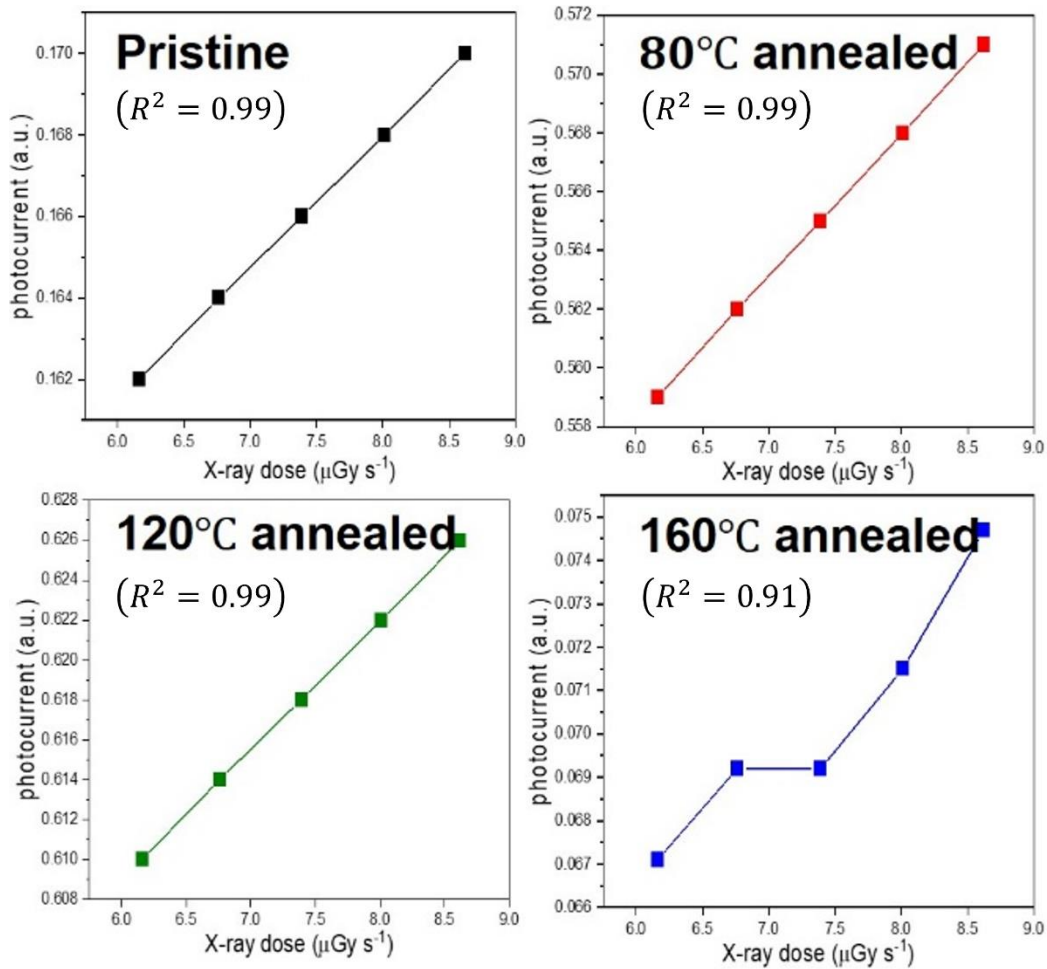 Pristine
(R² = 0.99)
photocurrent (a.u.)
0.170
0.168
0.166
0.164
0.162
6.0 6.5 7.0 7.5 8.0 8.5 9.0
X-ray dose (μGy s⁻¹)
80°C annealed
(R² = 0.99)
photocurrent (a.u.)
0.572
0.570
0.568
0.566
0.564
0.562
0.560
0.558
6.0 6.5 7.0 7.5 8.0 8.5 9.0
X-ray dose (μGy s⁻¹)
120°C annealed
(R² = 0.99)
photocurrent (a.u.)
0.628
0.626
0.624
0.622
0.620
0.618
0.616
0.614
0.612
0.610
0.608
6.0 6.5 7.0 7.5 8.0 8.5 9.0
X-ray dose (μGy s⁻¹)
160°C annealed
(R² = 0.91)
photocurrent (a.u.)
0.075
0.074
0.073
0.072
0.071
0.070
0.069
0.068
0.067
0.066
6.0 6.5 7.0 7.5 8.0 8.5 9.0
X-ray dose (μGy s⁻¹)